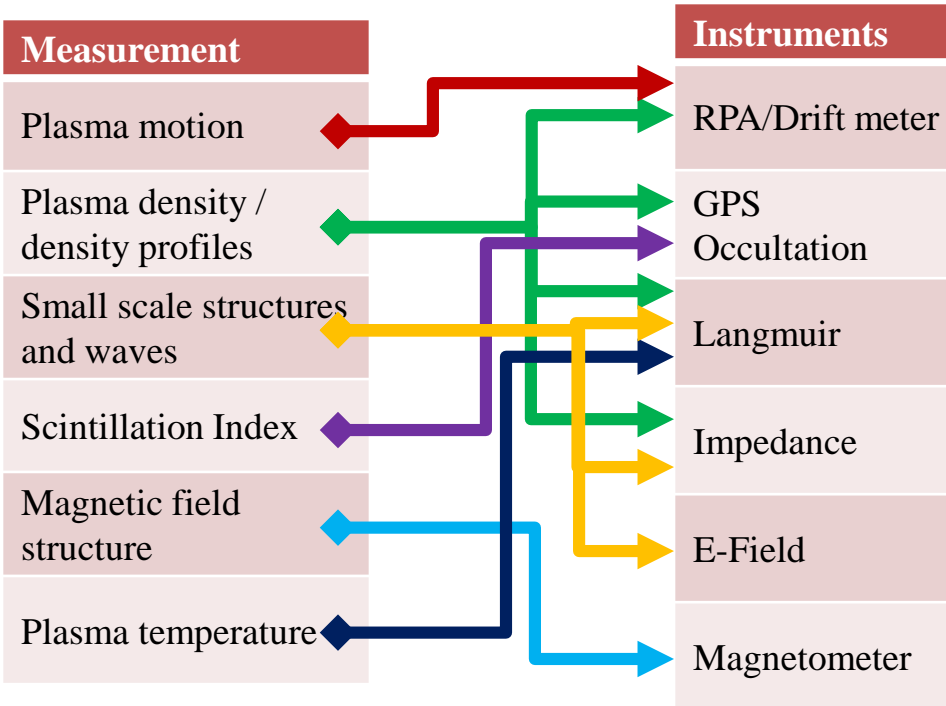 Measurement
Plasma motion
Plasma density /
density profiles
Small scale structures
and waves
Scintillation Index
Magnetic field
structure
Plasma temperature
Instruments
RPA/Drift meter
GPS
Occultation
Langmuir
Impedance
E-Field
Magnetometer